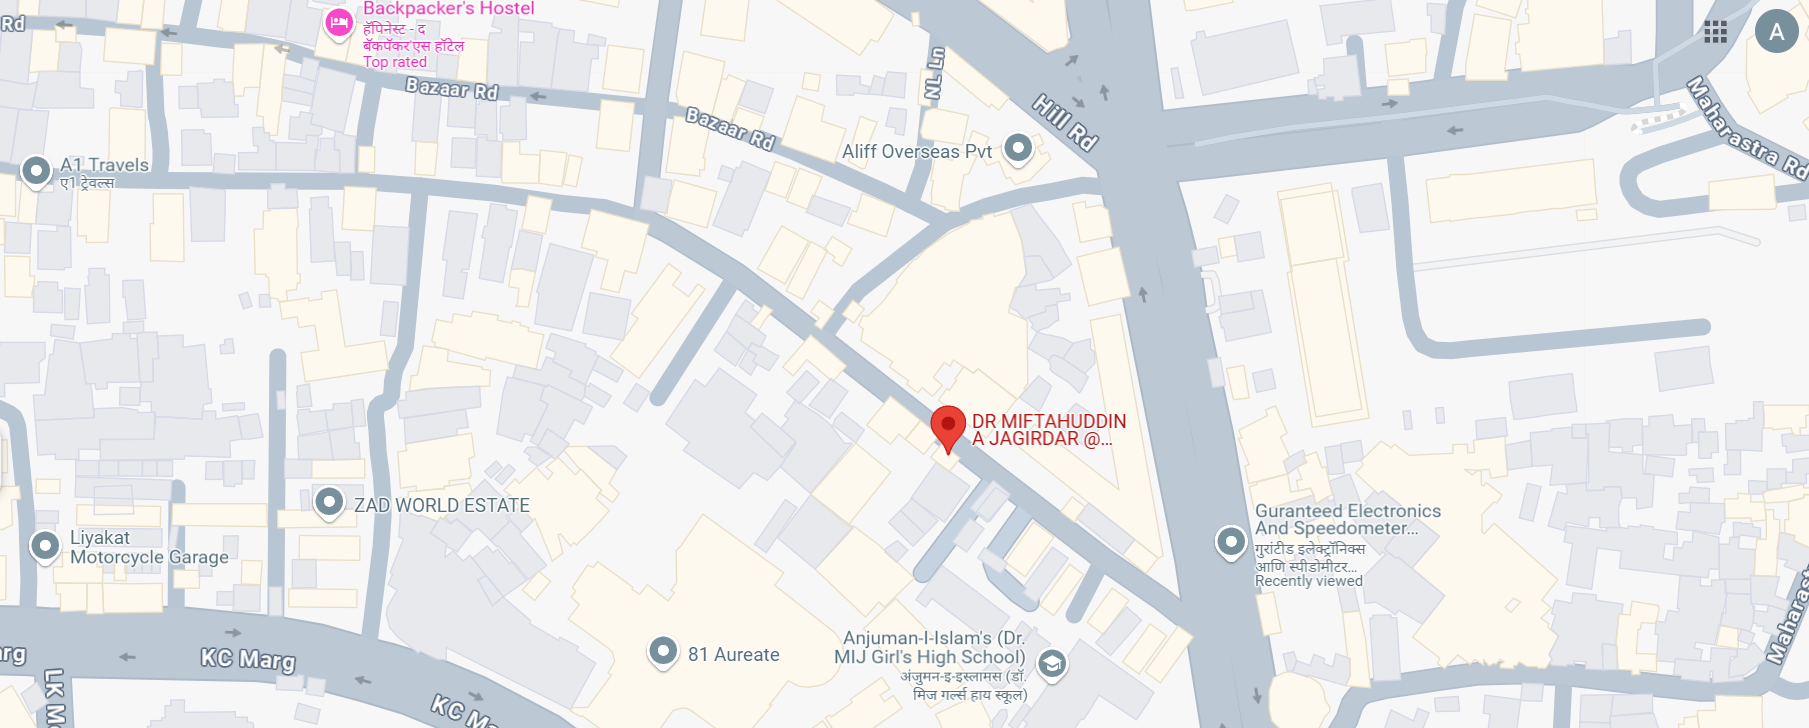 Rd
Backpacker's Hostel
हॅपिनेस्ट - द
बॅकपॅकर'एस हॉटेल
Top rated
A
Bazaar Rd
NL Ln
Hill Rd
Maharastra Rd
Bazaar Rd
Aliff Overseas Pvt
A1 Travels
ए1 ट्रेवल्स
DR MIFTAHUDDIN
A JAGIRDAR @...
ZAD WORLD ESTATE
Liyakat
Motorcycle Garage
Guranteed Electronics
And Speedometer...
गुरांटीड इलेक्ट्रॉनिक्स
आणि स्पीडोमीटर...
Recently viewed
Anjuman-I-Islam's (Dr.
MIJ Girl's High School)
अंजुमन-इ-इस्लामस (डॉ.
मिज गर्ल्स हाय स्कूल)
81 Aureate
arg
KC Marg
LK M
KC Ma
Maharast